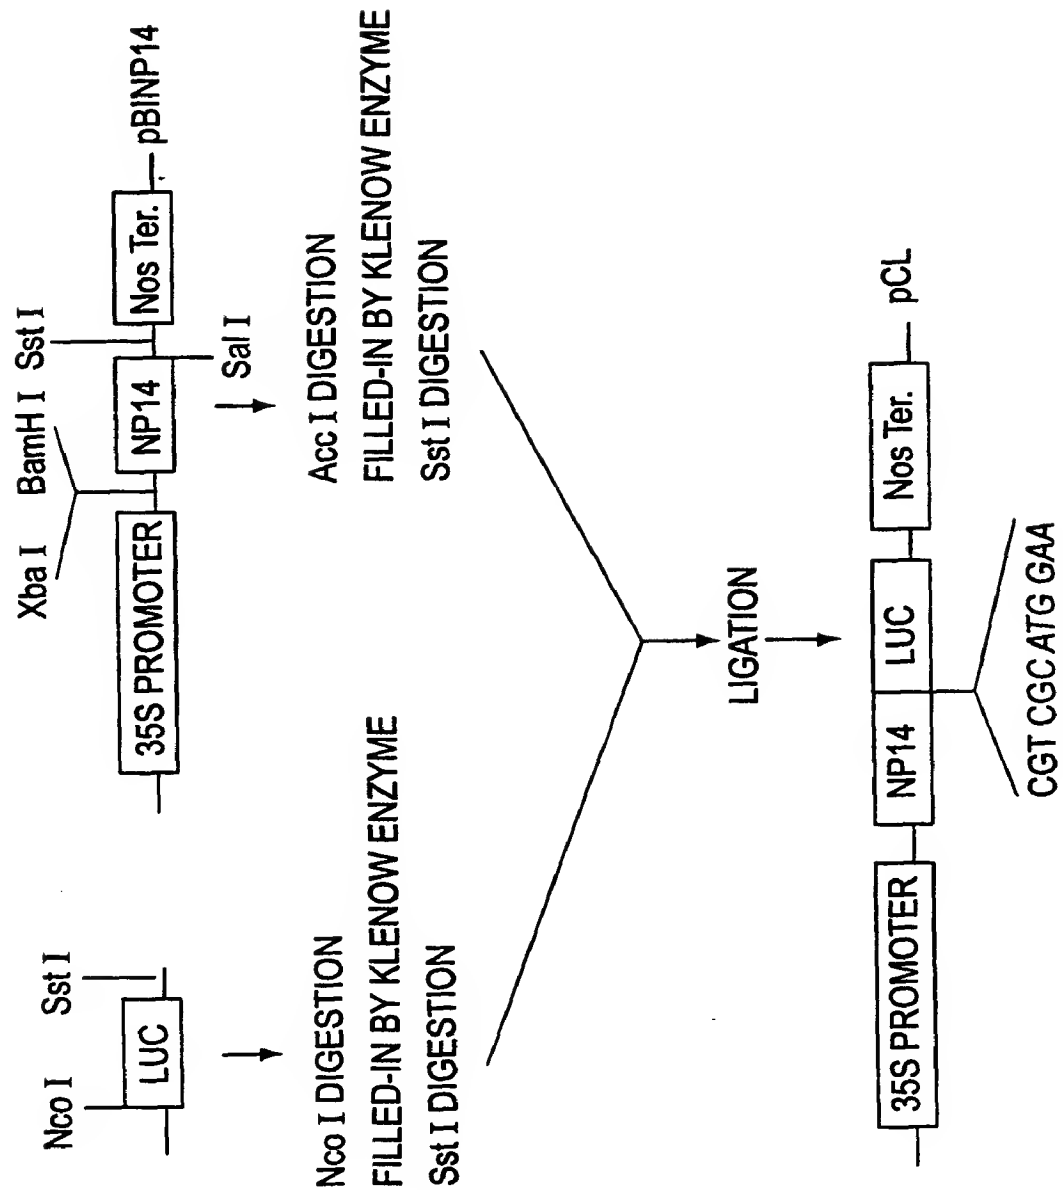 Nco I
Sst I
LUC
Nco I DIGESTION
FILLED-IN BY KLENOW ENZYME
Sst I DIGESTION
Xba I BamH I Sst I
35S PROMOTER
NP14
Nos Ter.
pBINP14
Sal I
Acc I DIGESTION
FILLED-IN BY KLENOW ENZYME
Sst I DIGESTION
LIGATION
35S PROMOTER
NP14
LUC
Nos Ter.
pCL
CGT CGC ATG GAA